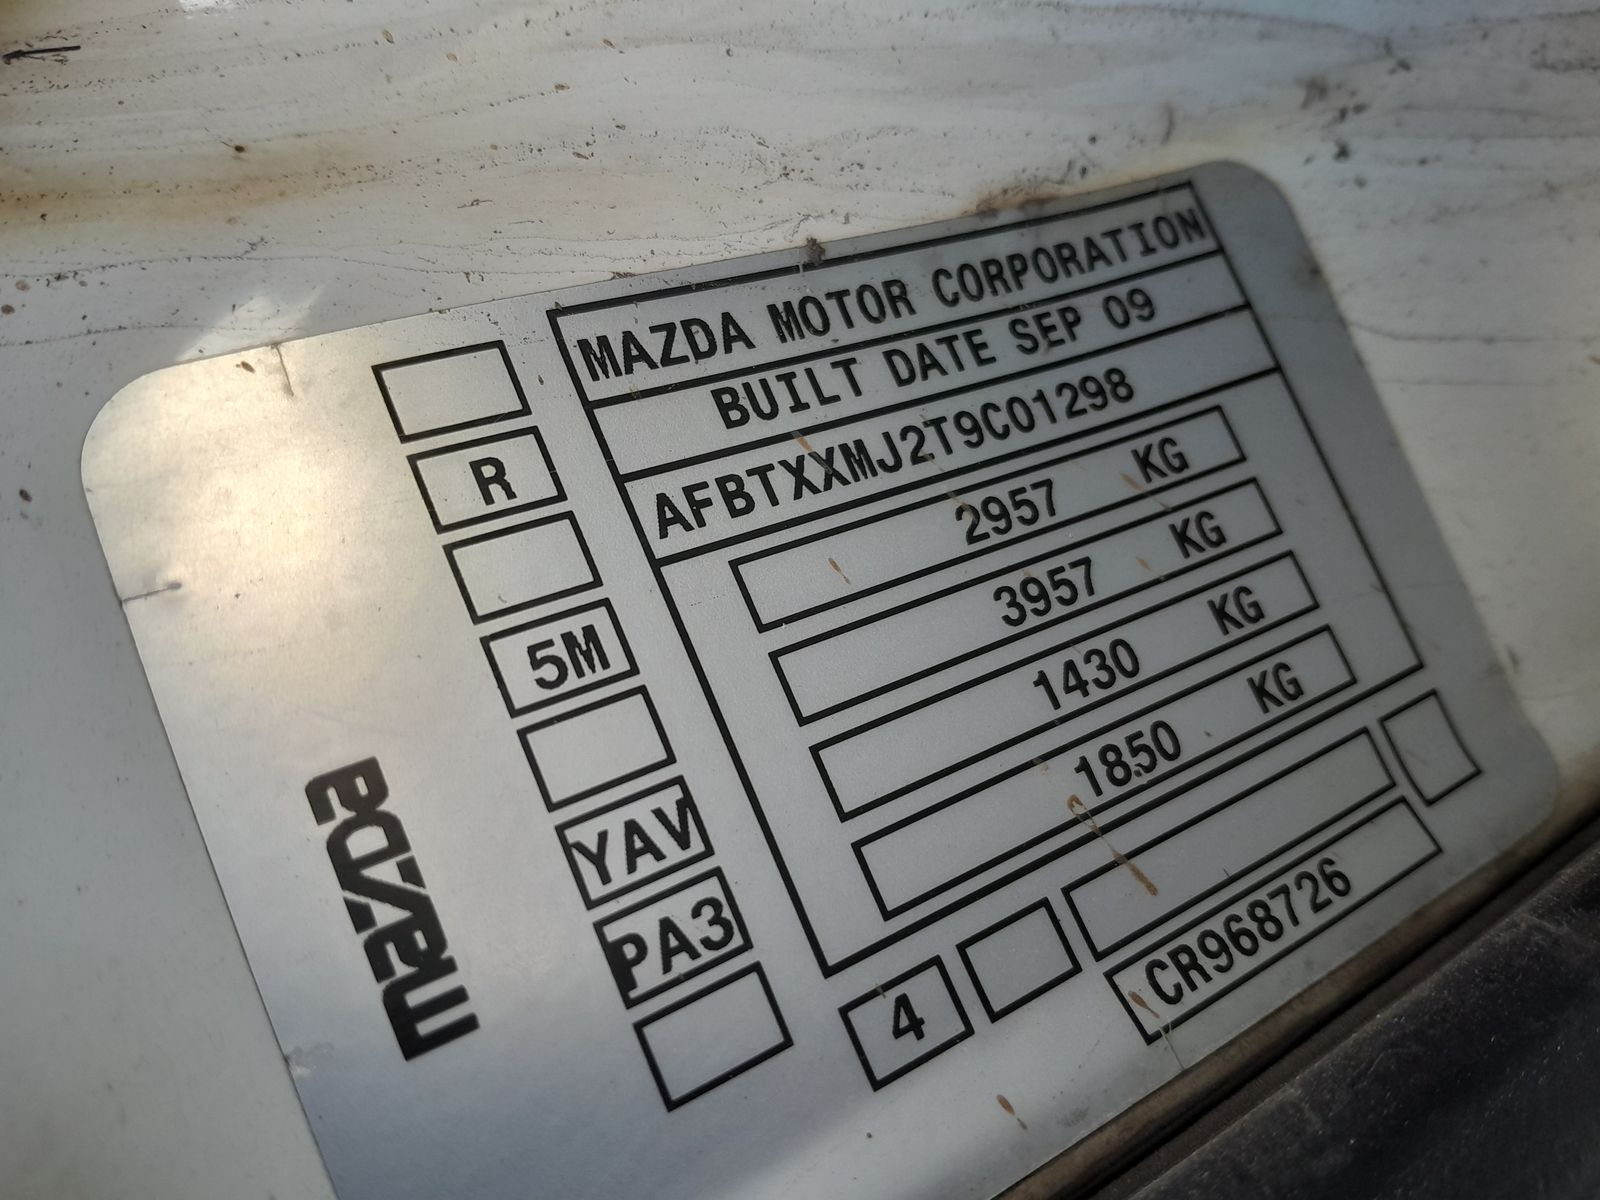 MAZDA MOTOR CORPORATION
BUILT DATE SEP 09
AFBTXXMJ2T9C01298
2957 KG
3957 KG
1430 KG
1850 KG
R
5M
YAV
PA3
4
CR968726
mazda